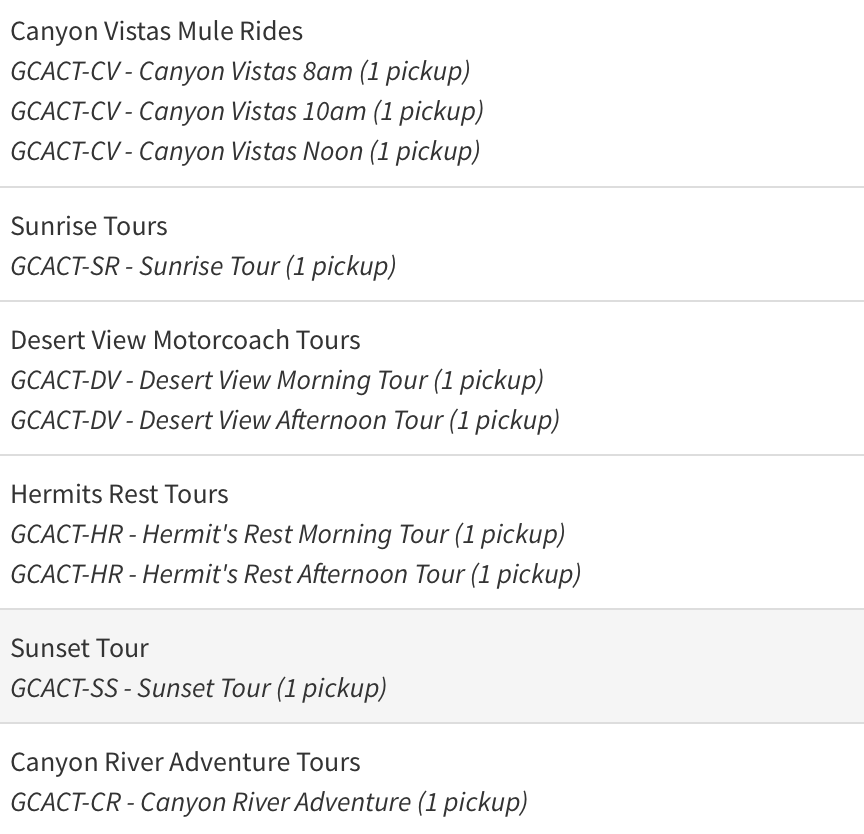 Canyon Vistas Mule Rides
GCACT-CV - Canyon Vistas 8am (1 pickup)
GCACT-CV - Canyon Vistas 10am (1 pickup)
GCACT-CV - Canyon Vistas Noon (1 pickup)
Sunrise Tours
GCACT-SR - Sunrise Tour (1 pickup)
Desert View Motorcoach Tours
GCACT-DV - Desert View Morning Tour (1 pickup)
GCACT-DV - Desert View Afternoon Tour (1 pickup)
Hermits Rest Tours
GCACT-HR - Hermit's Rest Morning Tour (1 pickup)
GCACT-HR - Hermit's Rest Afternoon Tour (1 pickup)
Sunset Tour
GCACT-SS - Sunset Tour (1 pickup)
Canyon River Adventure Tours
GCACT-CR - Canyon River Adventure (1 pickup)